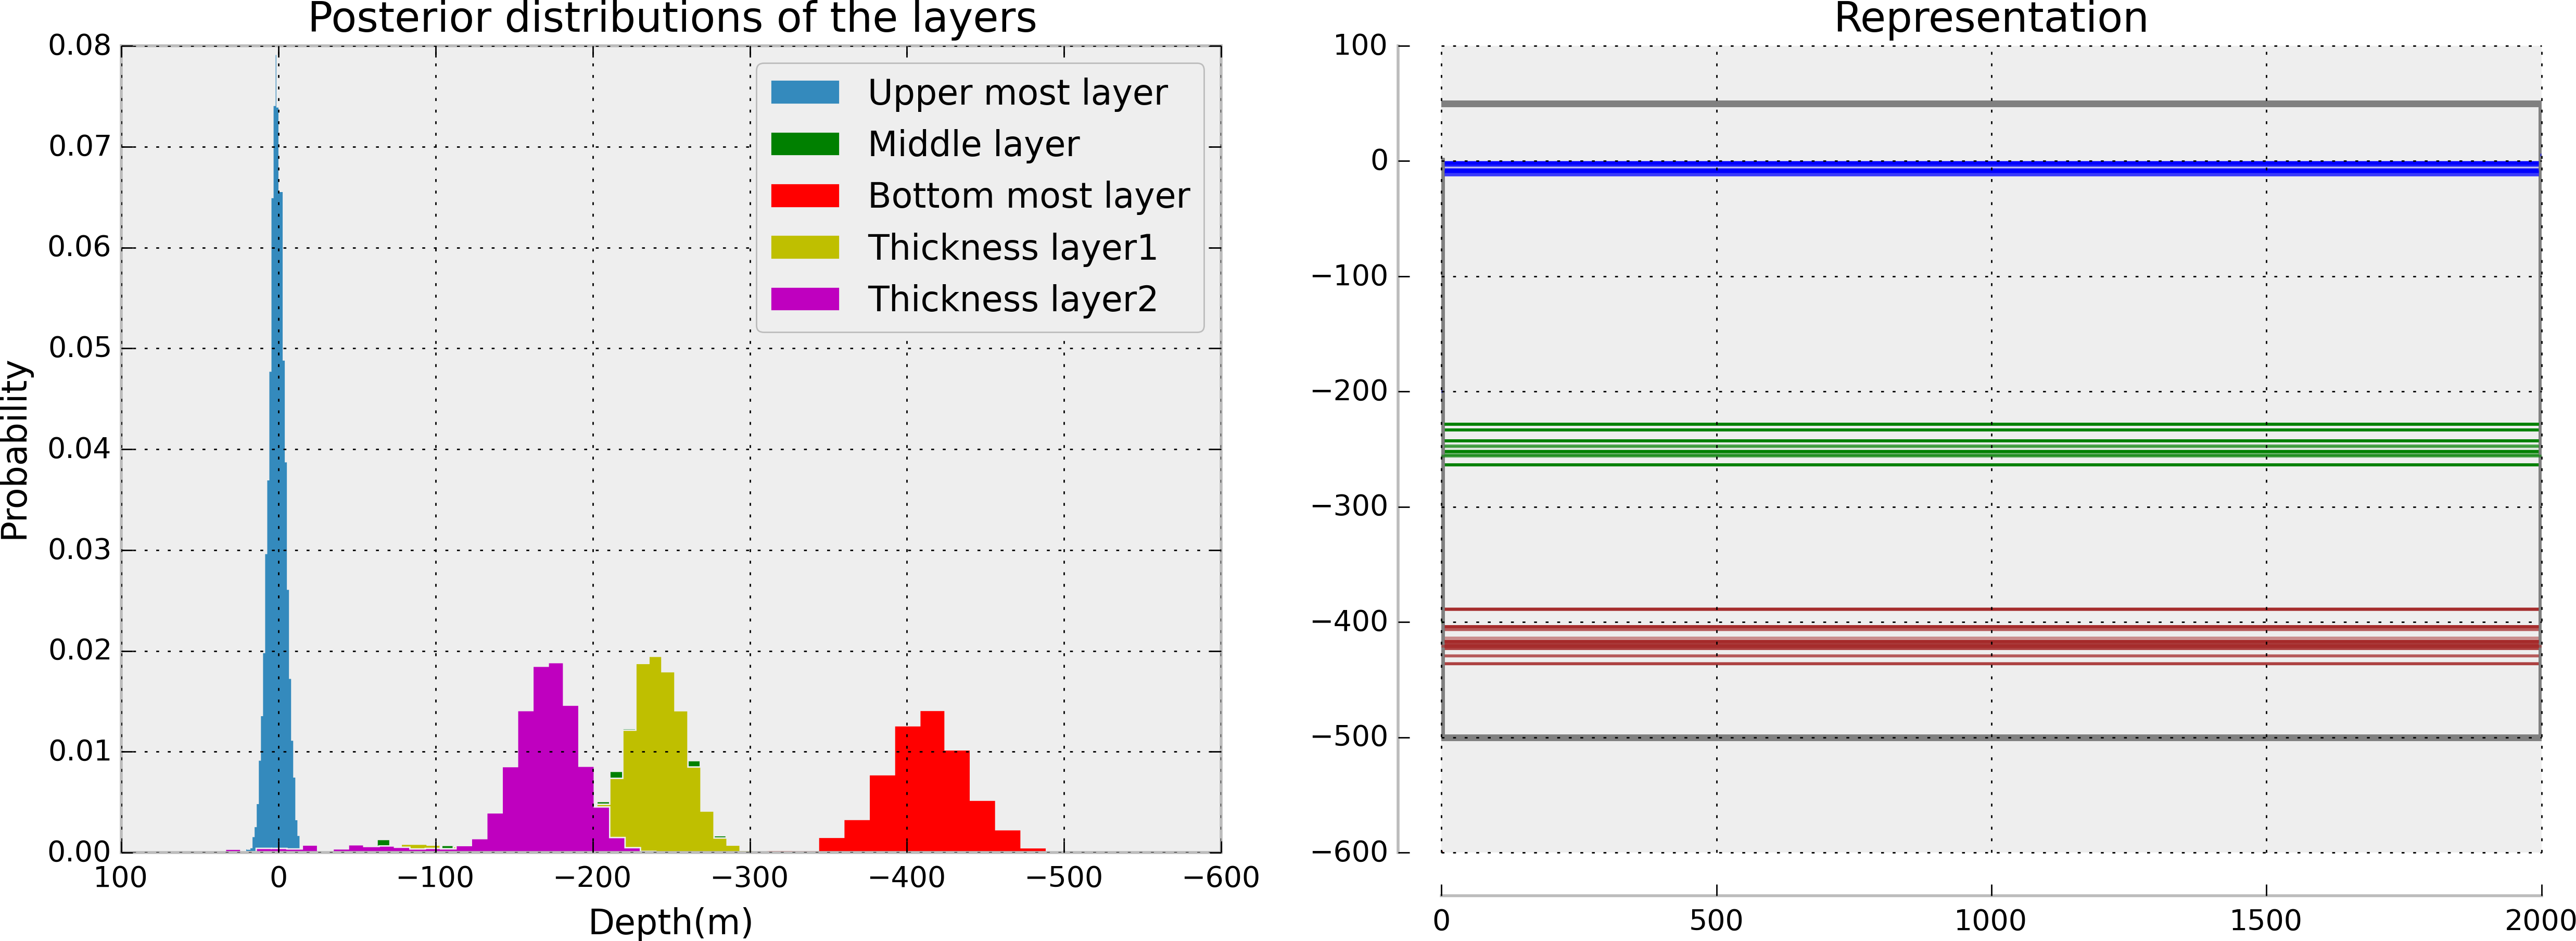 Posterior distributions of the layers
0.08
0.07
0.06
0.05
0.04
0.03
0.02
0.01
0.00
Probability
100 0 −100 −200 −300 −400 −500 −600
Depth(m)
Upper most layer
Middle layer
Bottom most layer
Thickness layer1
Thickness layer2
Representation
100
0
−100
−200
−300
−400
−500
−600
0 500 1000 1500 2000